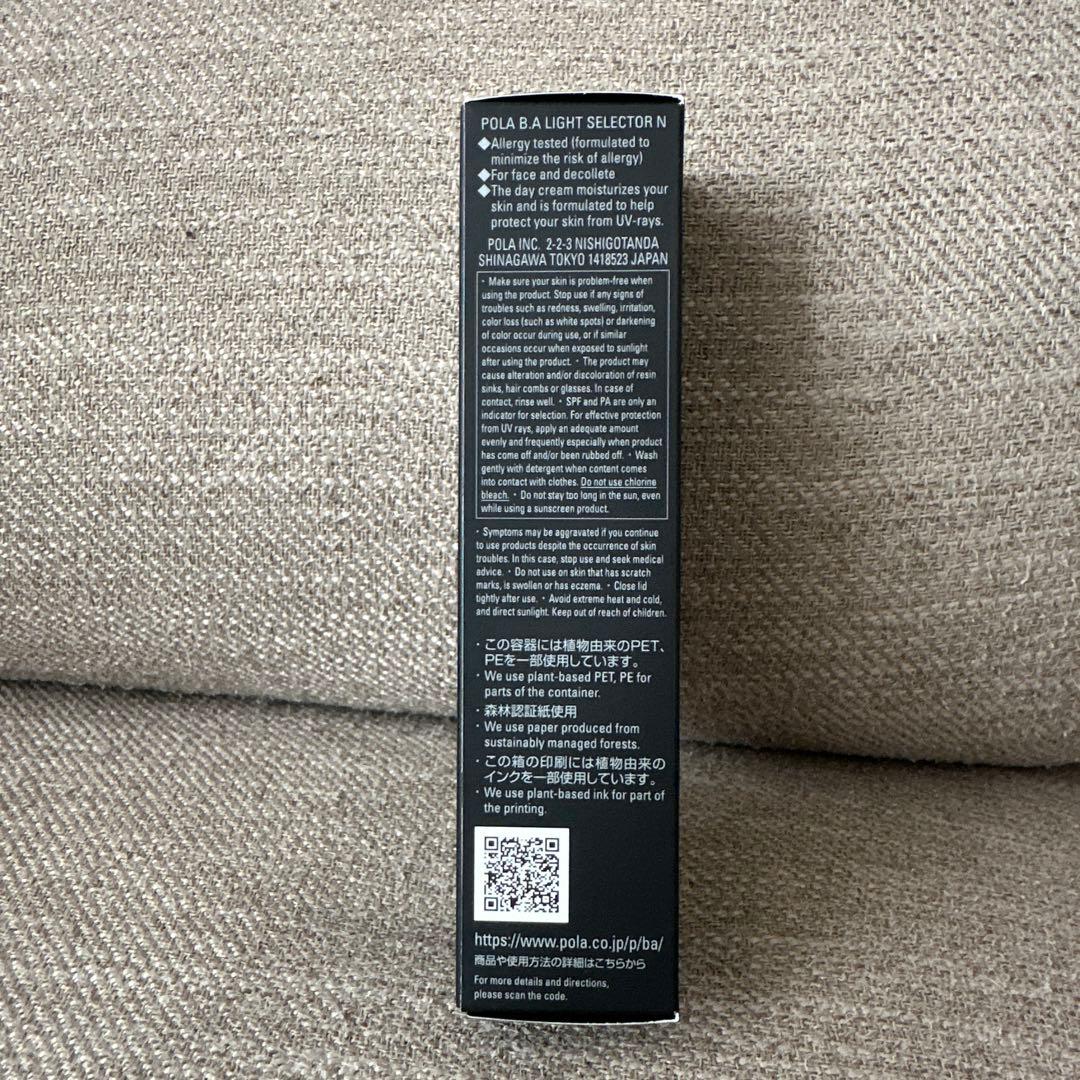 POLA B.A LIGHT SELECTOR N
◆Allergy tested (formulated to
minimize the risk of allergy)
◆For face and decollete
◆The day cream moisturizes your
skin and is formulated to help
protect your skin from UV-rays.
POLA INC. 2-2-3 NISHIGOTANDA
SHINAGAWA TOKYO 1418523 JAPAN
・Make sure your skin is problem-free when
using the product. Stop use if any signs of
troubles such as redness, swelling, irritation,
color loss (such as white spots) or darkening
of color occur during use, or if similar
occasions occur when exposed to sunlight
after using the product. ・The product may
cause alteration and/or discoloration of resin
sinks, hair combs or glasses. In case of
contact, rinse well. ・SPF and PA are only an
indicator for selection. For effective protection
from UV rays, apply an adequate amount
evenly and frequently especially when product
has come off and/or been rubbed off. ・Wash
gently with detergent when content comes
into contact with clothes. Do not use chlorine
bleach. ・Do not stay too long in the sun, even
while using a sunscreen product.
・Symptoms may be aggravated if you continue
to use products despite the occurrence of skin
troubles. In this case, stop use and seek medical
advice. ・Do not use on skin that has scratch
marks, is swollen or has eczema. ・Close lid
tightly after use. ・Avoid extreme heat and cold,
and direct sunlight. Keep out of reach of children.
・この容器には植物由来のPET、
PEを一部使用しています。
・We use plant-based PET, PE for
parts of the container.
・森林認証紙使用
・We use paper produced from
sustainably managed forests.
・この箱の印刷には植物由来の
インクを一部使用しています。
・We use plant-based ink for part of
the printing.
https://www.pola.co.jp/p/ba/
商品や使用方法の詳細はこちらから
For more details and directions,
please scan the code.